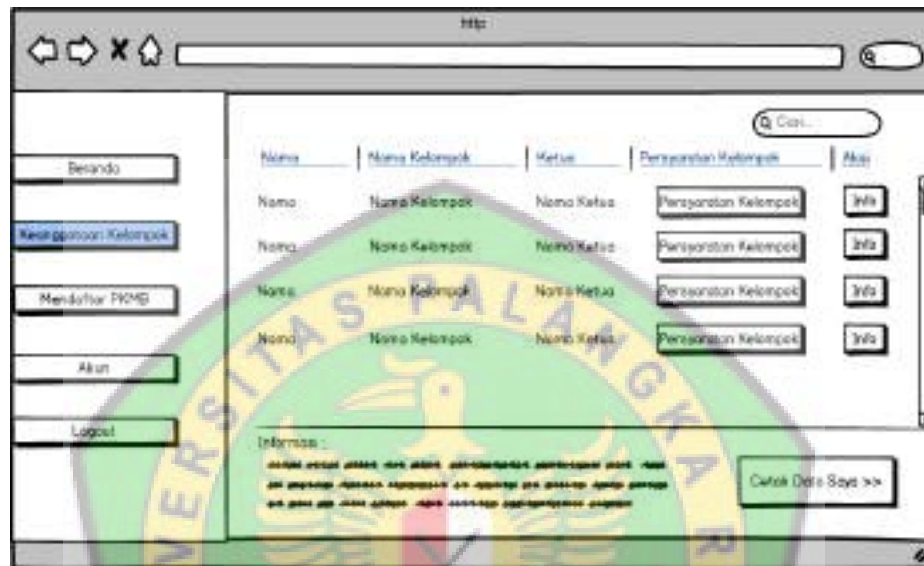 http
Cari...
Nama Nama Kelompok Ketua Persyaratan Kelompok Aksi
Beranda
Nama Nama Kelompok Nama Ketua Persyaratan Kelompok Info
Keanggotaan Kelompok
Nama Nama Kelompok Nama Ketua Persyaratan Kelompok Info
Mendaftar PKMB
Nama Nama Kelompok Nama Ketua Persyaratan Kelompok Info
Nama Nama Kelompok Nama Ketua Persyaratan Kelompok Info
Akun
Logout
Informasi :
Cetak Data Saya >>
VERSITAS PALANGKAR